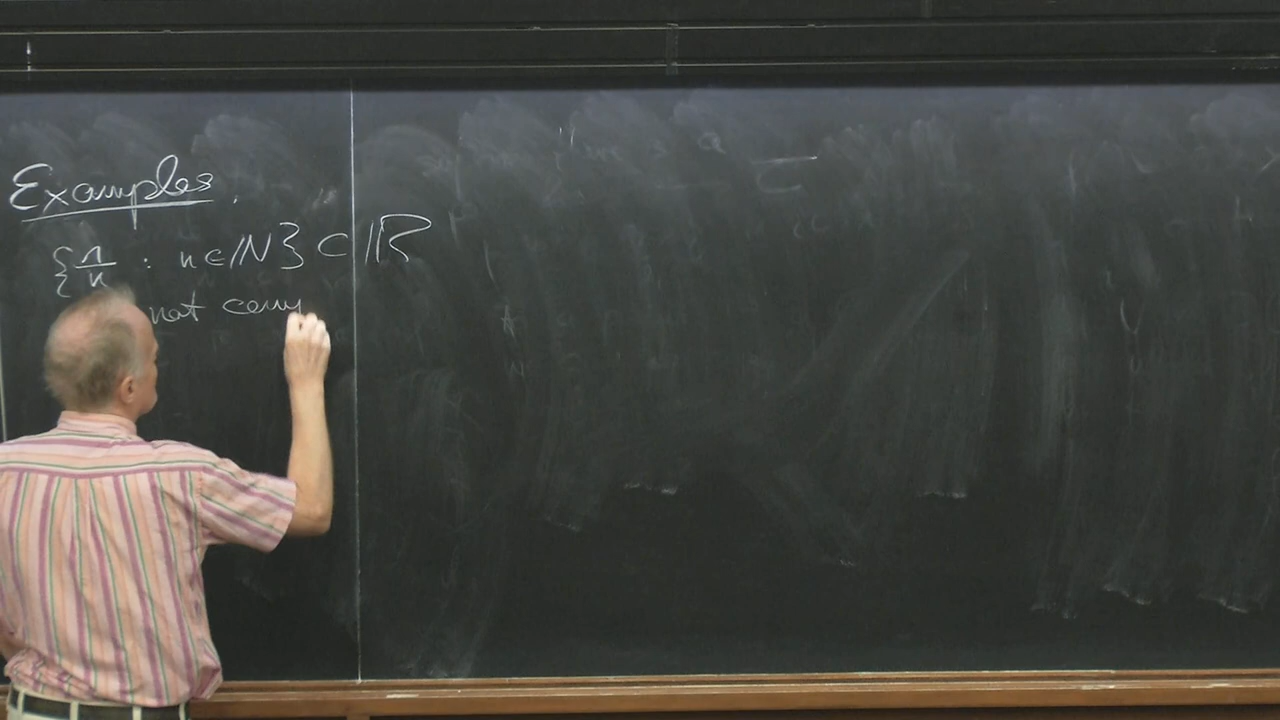 Examples.
{1/n : n∈ℕ} ⊂ ℝ
not com